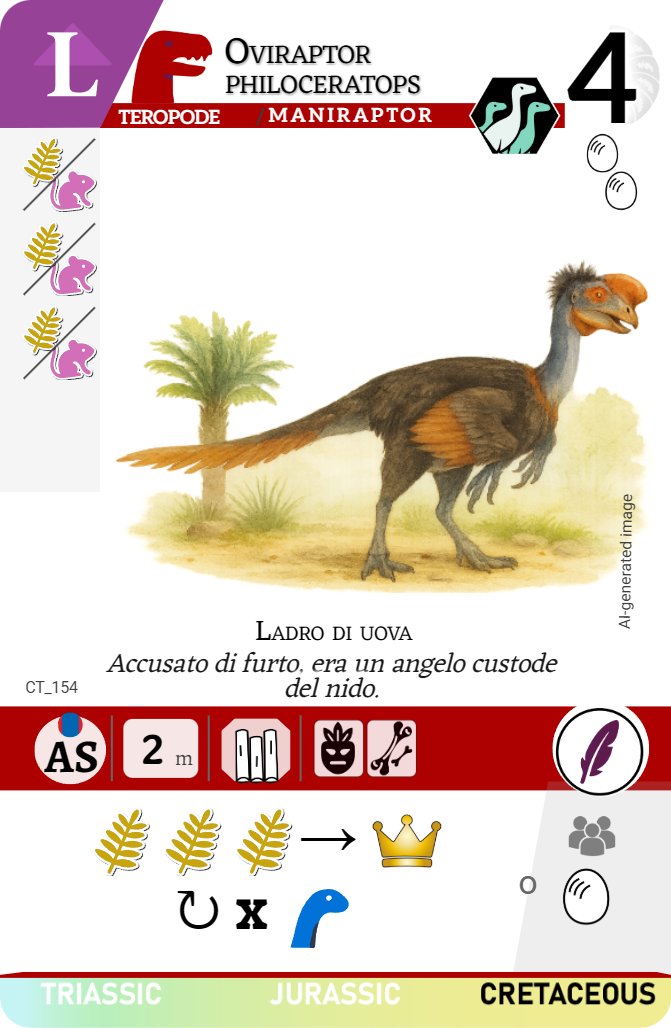 L
OVIRAPTOR
PHILOCERATOPS
4
TEROPODE / MANIRAPTOR
AI-generated image
LADRO DI UOVA
Accusato di furto, era un angelo custode
del nido.
CT_154
AS
2 m
x
O
TRIASSIC JURASSIC CRETACEOUS